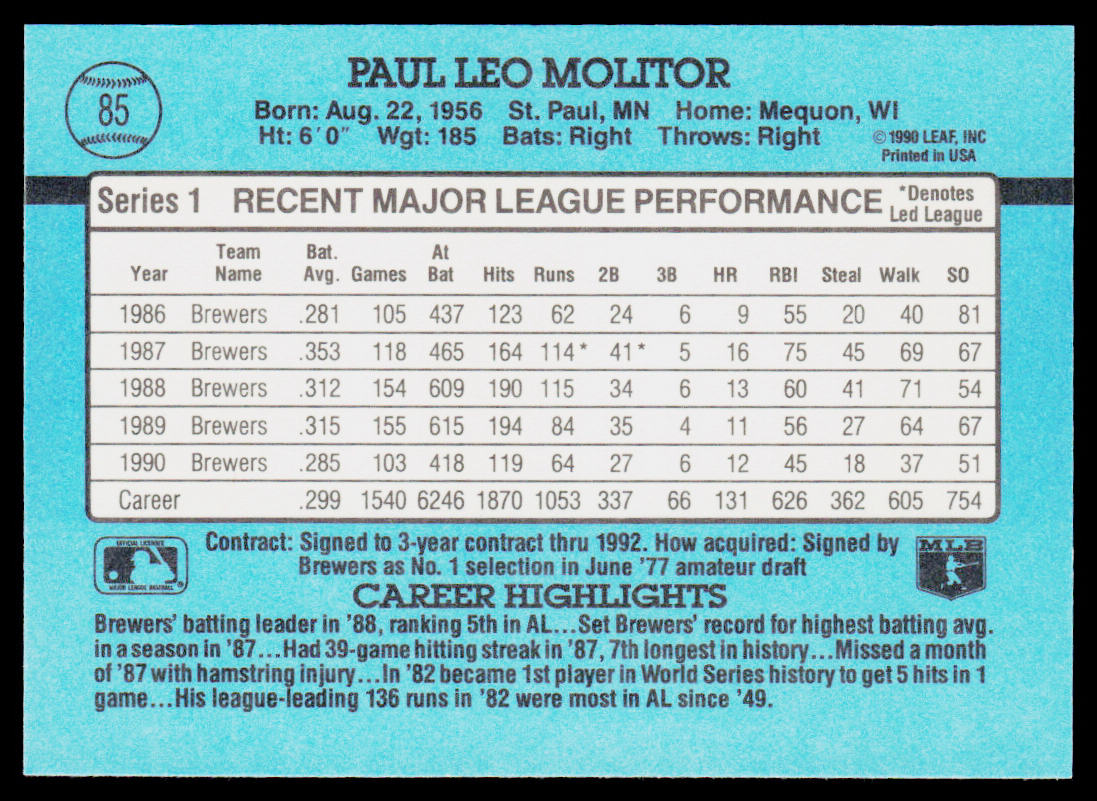 PAUL LEO MOLITOR
85
Born: Aug. 22, 1956 St. Paul, MN Home: Mequon, WI
Ht: 6'0" Wgt: 185 Bats: Right Throws: Right
©1990 LEAF, INC
Printed in USA
Series 1 RECENT MAJOR LEAGUE PERFORMANCE *Denotes Led League
Year Team Name Bat. Avg. Games At Bat Hits Runs 2B 3B HR RBI Steal Walk SO
1986 Brewers .281 105 437 123 62 24 6 9 55 20 40 81
1987 Brewers .353 118 465 164 114* 41* 5 16 75 45 69 67
1988 Brewers .312 154 609 190 115 34 6 13 60 41 71 54
1989 Brewers .315 155 615 194 84 35 4 11 56 27 64 67
1990 Brewers .285 103 418 119 64 27 6 12 45 18 37 51
Career .299 1540 6246 1870 1053 337 66 131 626 362 605 754
OFFICIAL LICENSEE
MAJOR LEAGUE BASEBALL
Contract: Signed to 3-year contract thru 1992. How acquired: Signed by
Brewers as No. 1 selection in June '77 amateur draft
MLB
CAREER HIGHLIGHTS
Brewers' batting leader in '88, ranking 5th in AL...Set Brewers' record for highest batting avg.
in a season in '87...Had 39-game hitting streak in '87, 7th longest in history...Missed a month
of '87 with hamstring injury...In '82 became 1st player in World Series history to get 5 hits in 1
game...His league-leading 136 runs in '82 were most in AL since '49.